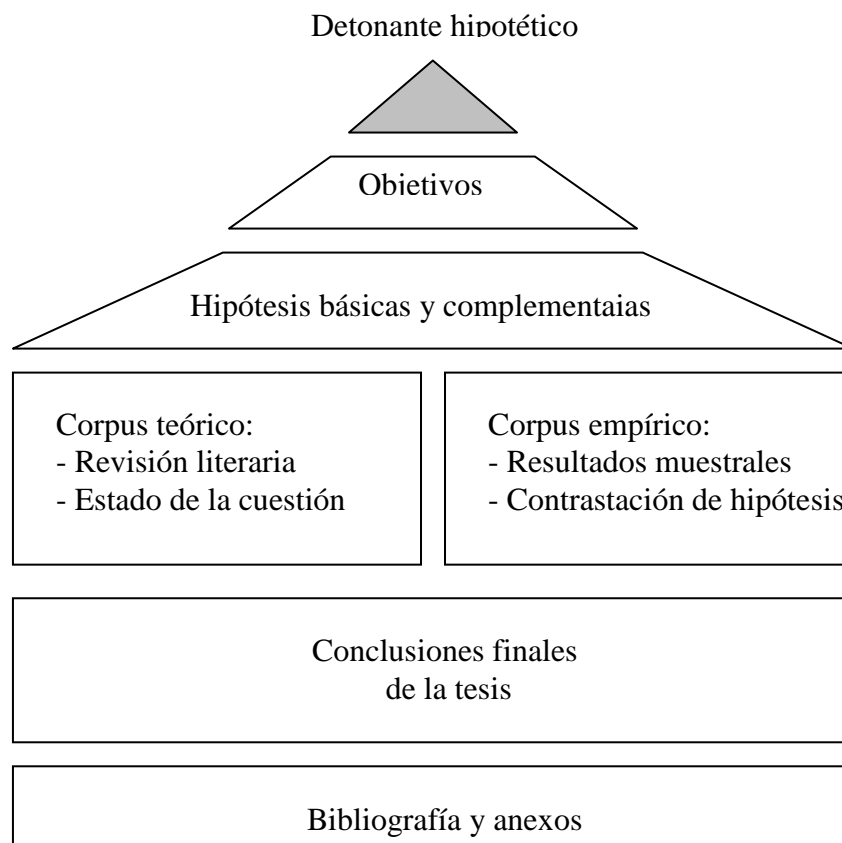 Detonante hipotético
Objetivos
Hipótesis básicas y complementaias
Corpus teórico:
- Revisión literaria
- Estado de la cuestión
Corpus empírico:
- Resultados muestrales
- Contrastación de hipótesis
Conclusiones finales
de la tesis
Bibliografía y anexos